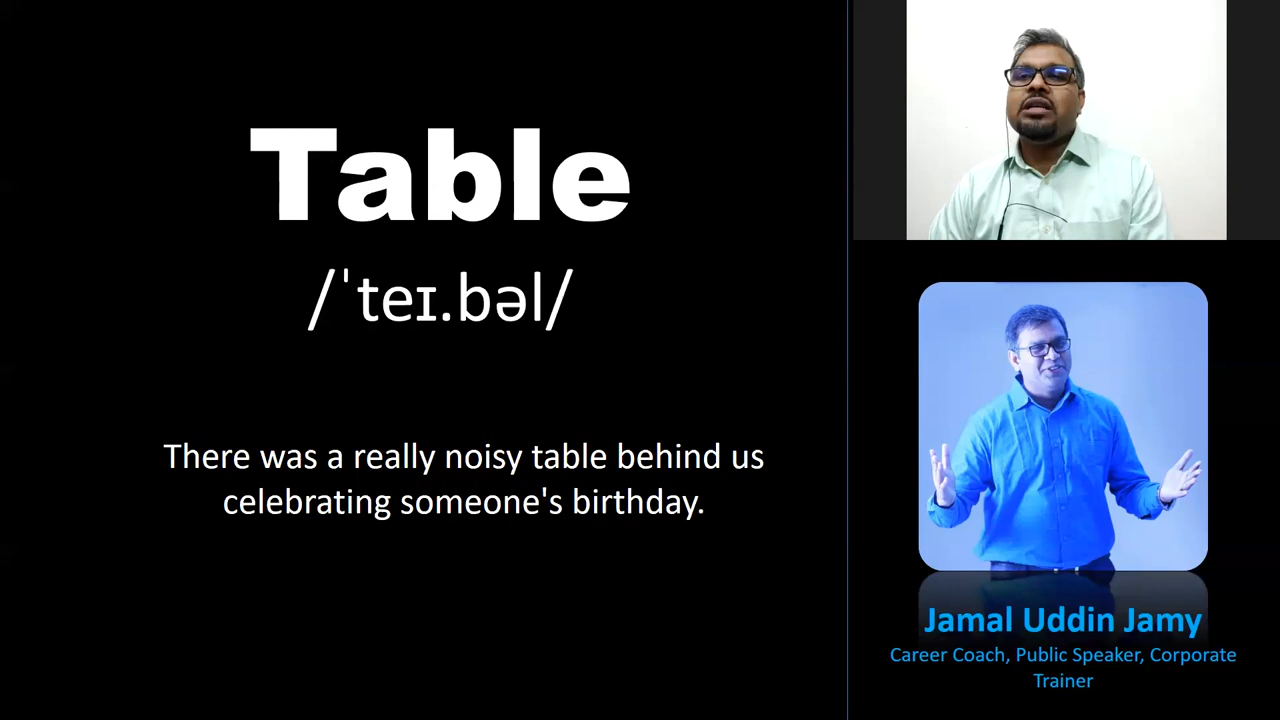 Table
/ˈteɪ.bəl/
There was a really noisy table behind us
celebrating someone's birthday.
Jamal Uddin Jamy
Career Coach, Public Speaker, Corporate
Trainer